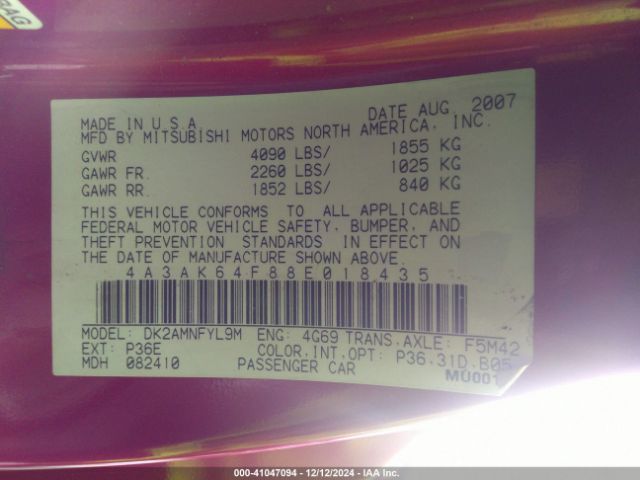 BAG
MADE IN U.S.A. DATE AUG. 2007
MFD BY MITSUBISHI MOTORS NORTH AMERICA, INC.
GVWR 4090 LBS/ 1855 KG
GAWR FR. 2260 LBS/ 1025 KG
GAWR RR. 1852 LBS/ 840 KG
THIS VEHICLE CONFORMS TO ALL APPLICABLE
FEDERAL MOTOR VEHICLE SAFETY, BUMPER, AND
THEFT PREVENTION STANDARDS IN EFFECT ON
THE DATE OF MANUFACTURE SHOWN ABOVE.
4A3AK64F88E018435
MODEL: DK2AMNFYL9M ENG: 4G69 TRANS.AXLE: F5M42
EXT: P36E COLOR.INT.OPT: P36.31D.B05
MDH 082410 PASSENGER CAR MU001
000-41047094 - 12/12/2024 - IAA Inc.